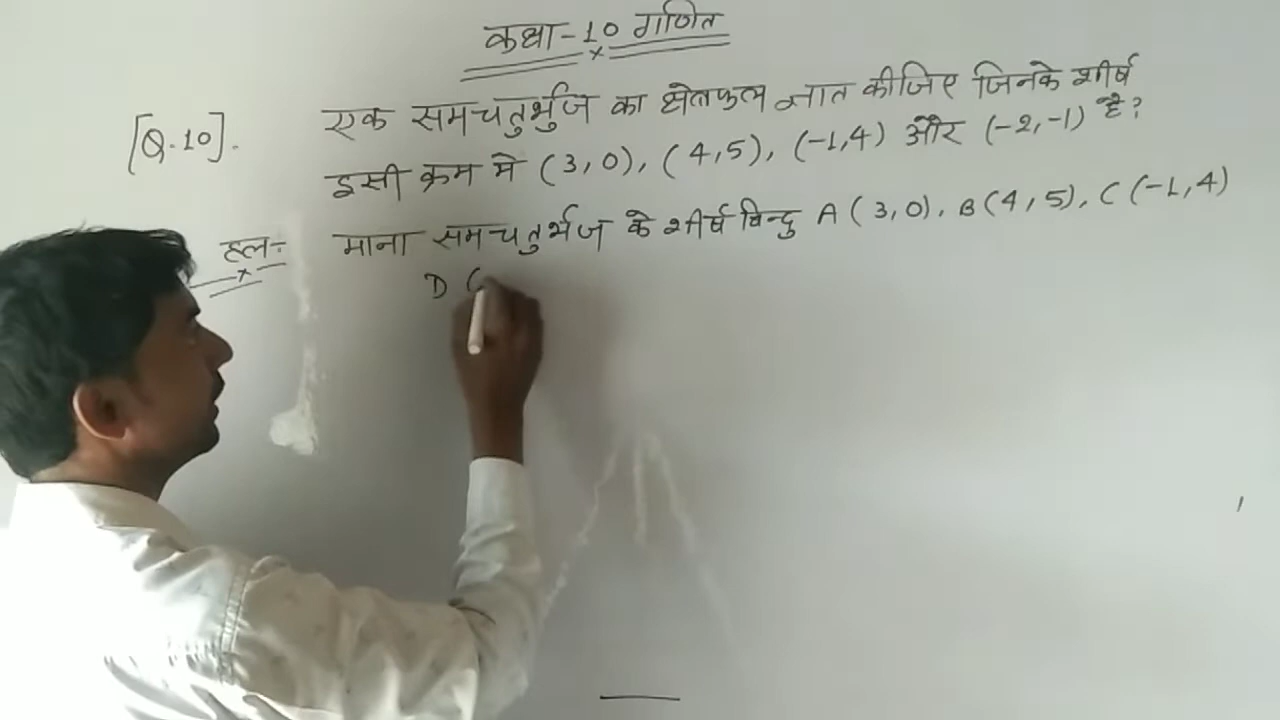 कक्षा-10 गणित
[Q.10]. एक समचतुर्भुज का क्षेत्रफल ज्ञात कीजिए जिनके शीर्ष
इसी क्रम मे (3,0), (4,5), (-1,4) और (-2,-1) है?
हल:- माना समचतुर्भुज के शीर्ष बिन्दु A (3,0), B(4,5), C(-1,4)
D (